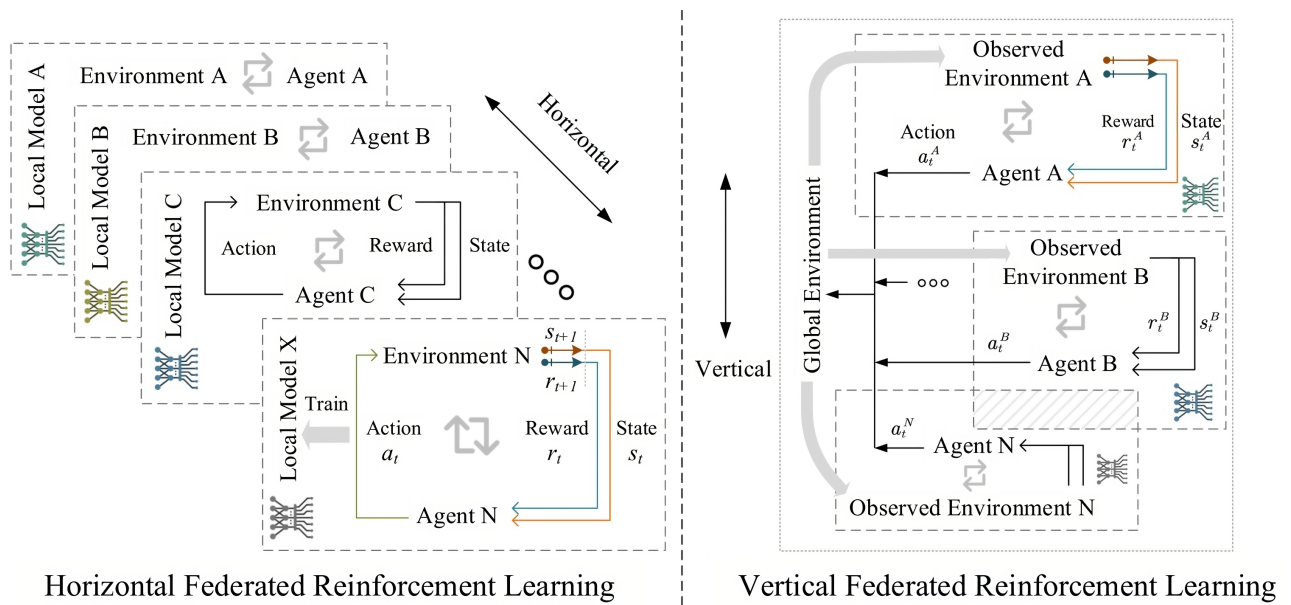 Local Model A
Environment A
Agent A
Local Model B
Environment B
Agent B
Local Model C
Environment C
Action
Reward
State
Agent C
Horizontal
Local Model X
Train
Environment N
s_{t+1}
r_{t+1}
Action
a_t
Reward
r_t
State
s_t
Agent N
Horizontal Federated Reinforcement Learning
Vertical
Global Environment
Observed
Environment A
Action
a_t^A
Reward
r_t^A
State
s_t^A
Agent A
Observed
Environment B
r_t^B
s_t^B
a_t^B
Agent B
a_t^N
Agent N
Observed Environment N
Vertical Federated Reinforcement Learning